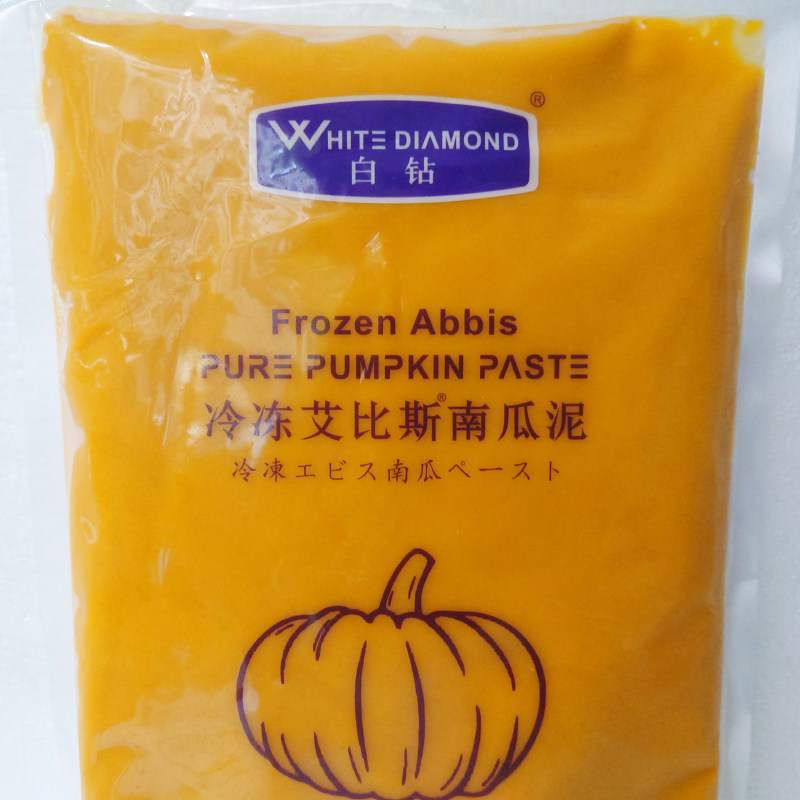 WHITE DIAMOND®
白钻
Frozen Abbis
PURE PUMPKIN PASTE
冷冻艾比斯®南瓜泥
冷凍エビス南瓜ペースト